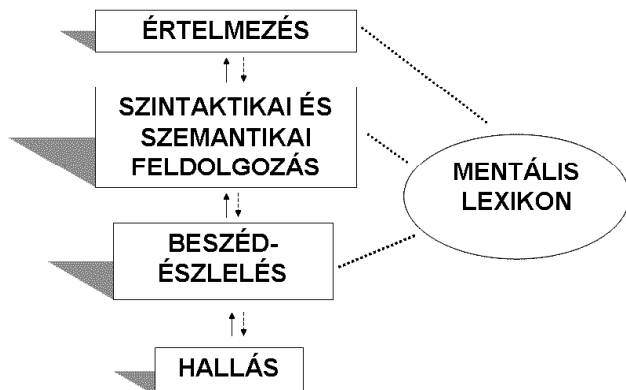 ÉRTELMEZÉS
SZINTAKTIKAI ÉS
SZEMANTIKAI
FELDOLGOZÁS
MENTÁLIS
LEXIKON
BESZÉD-
ÉSZLELÉS
HALLÁS